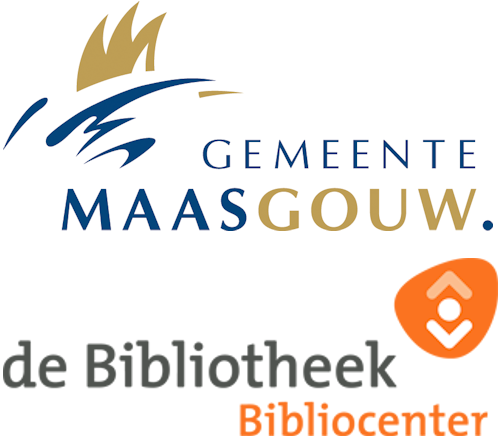 GEMEENTE
MAASGOUW.
de Bibliotheek
Bibliocenter